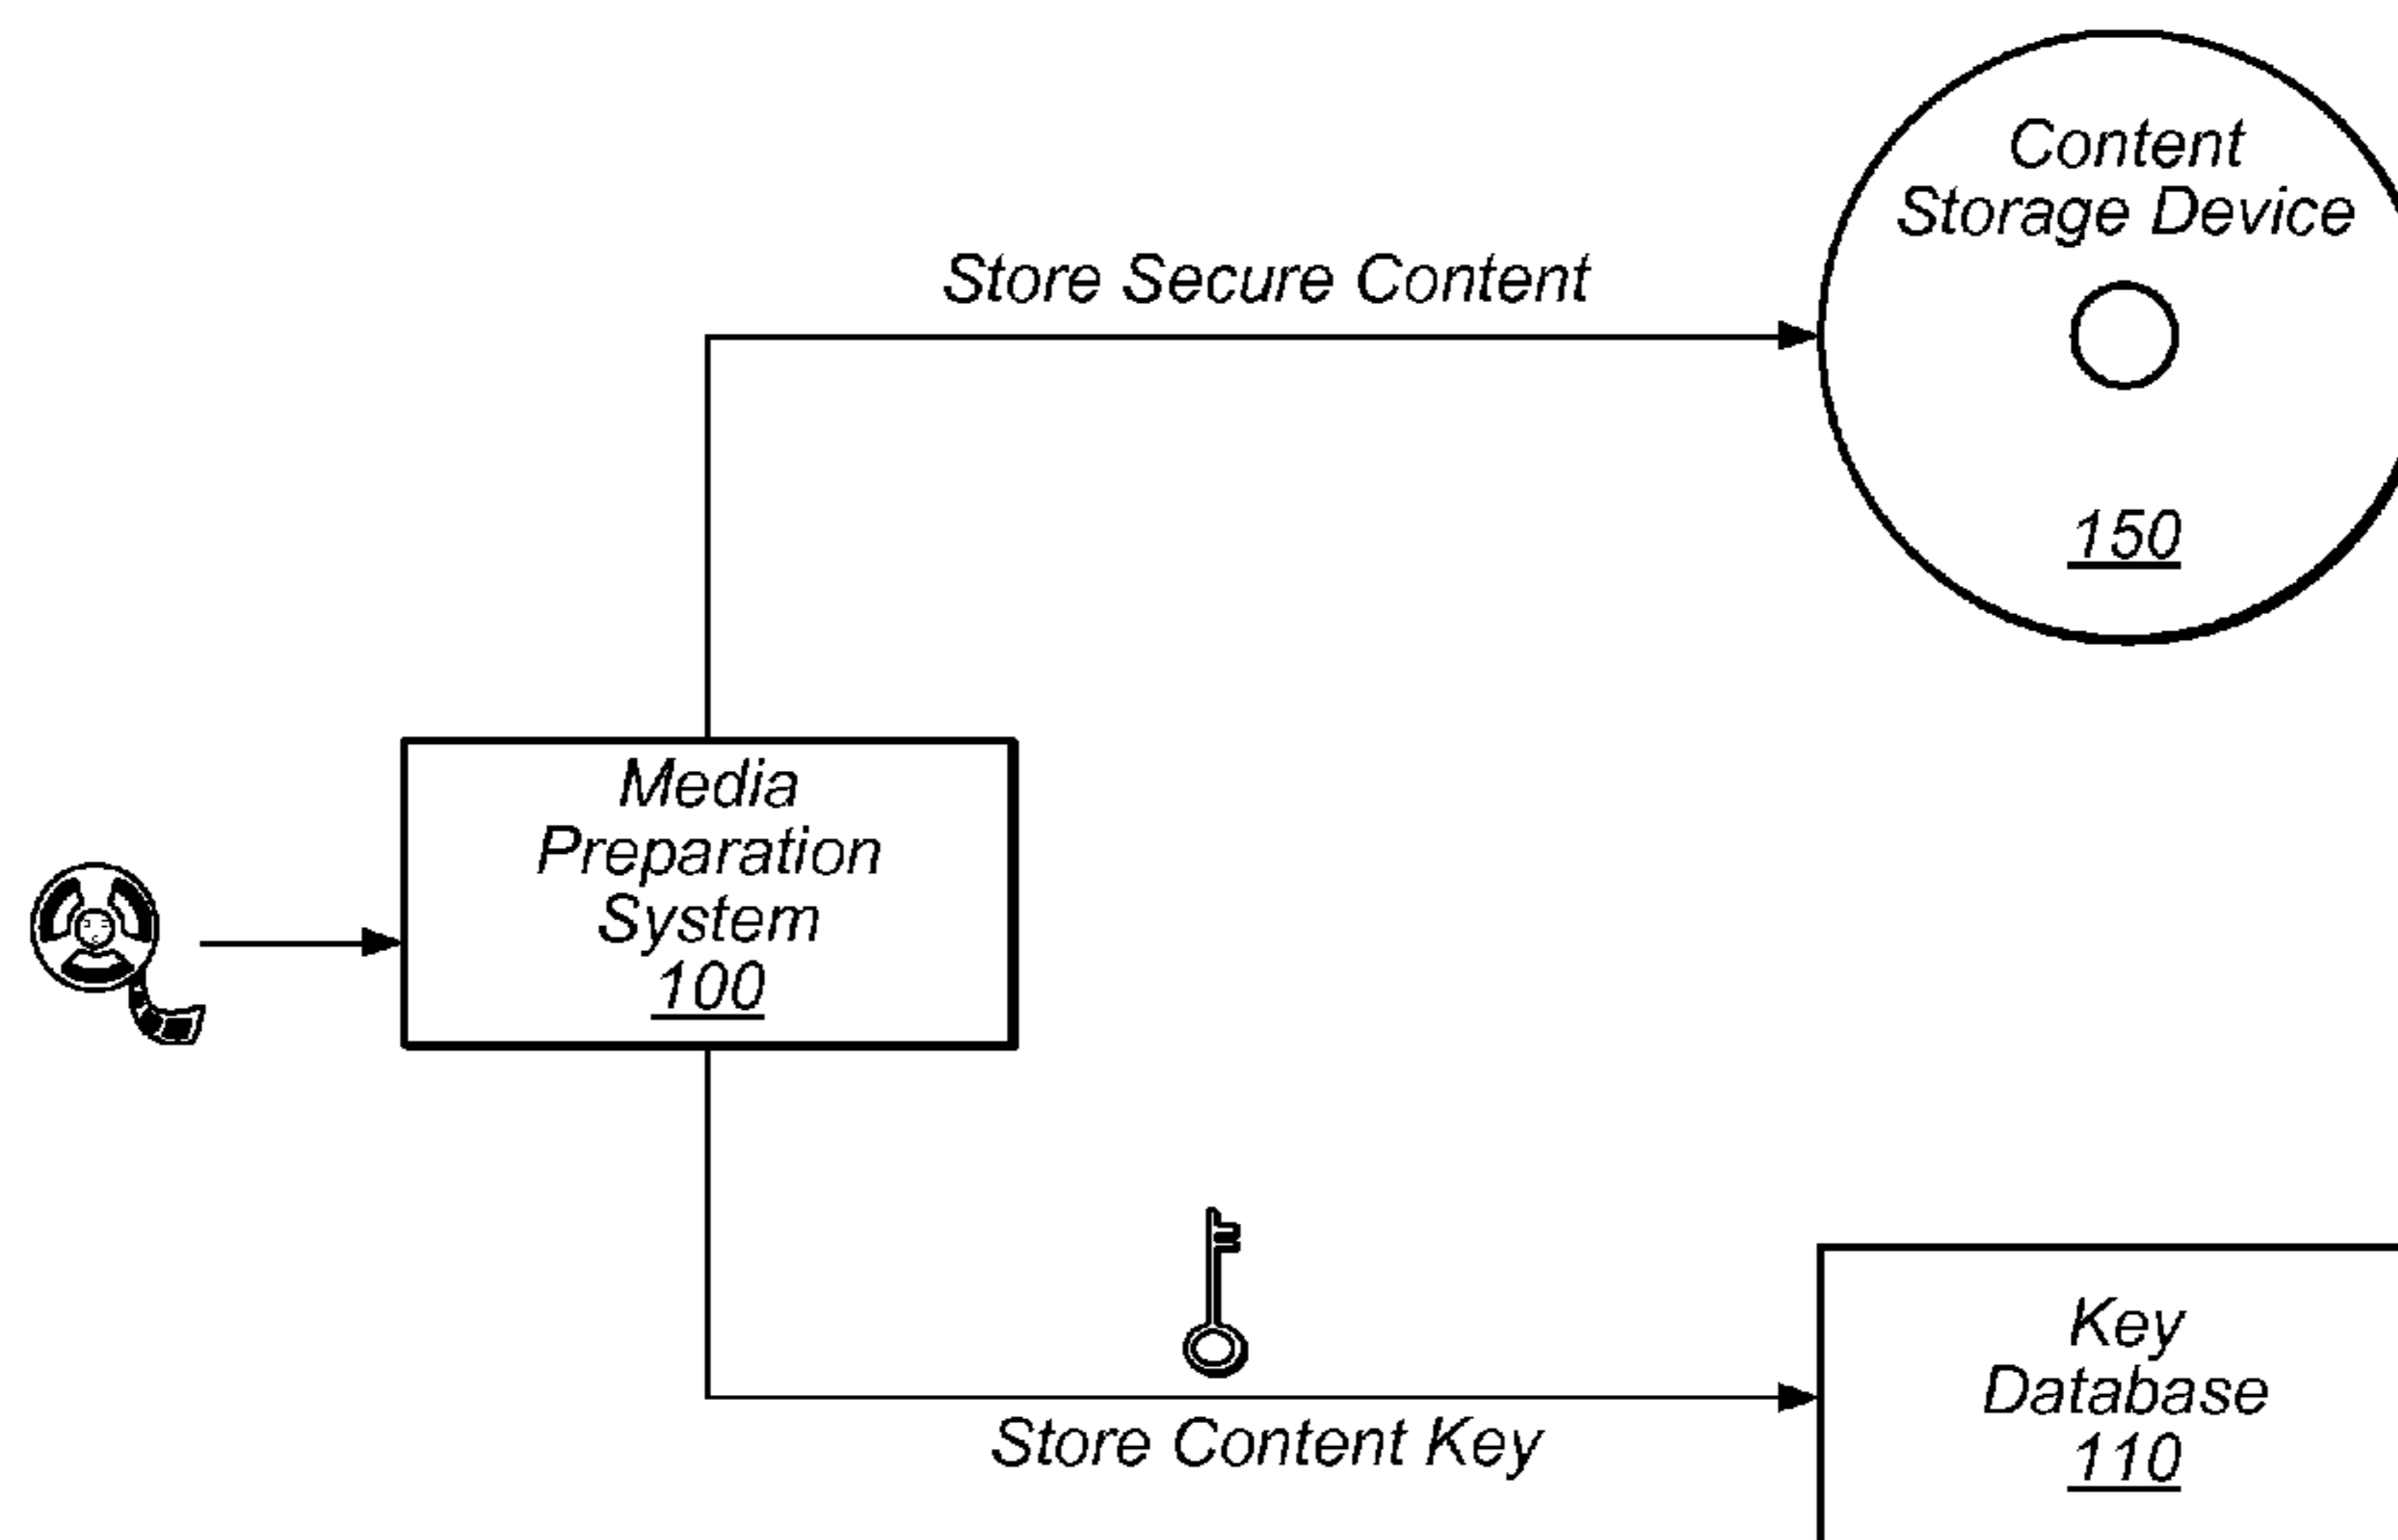 Content
Storage Device
150
Store Secure Content
Media
Preparation
System
100
Store Content Key
Key
Database
110